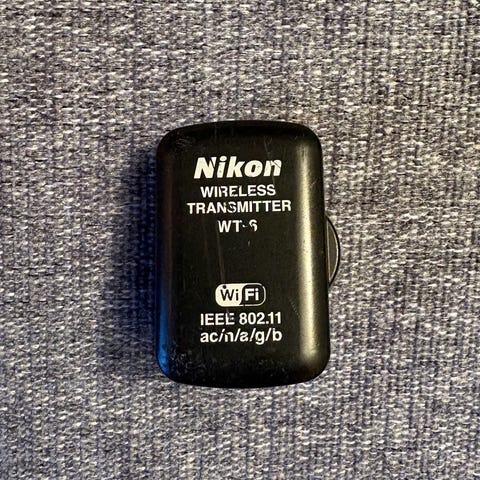 Nikon
WIRELESS
TRANSMITTER
WT-6
WiFi
IEEE 802.11
ac/n/a/g/b